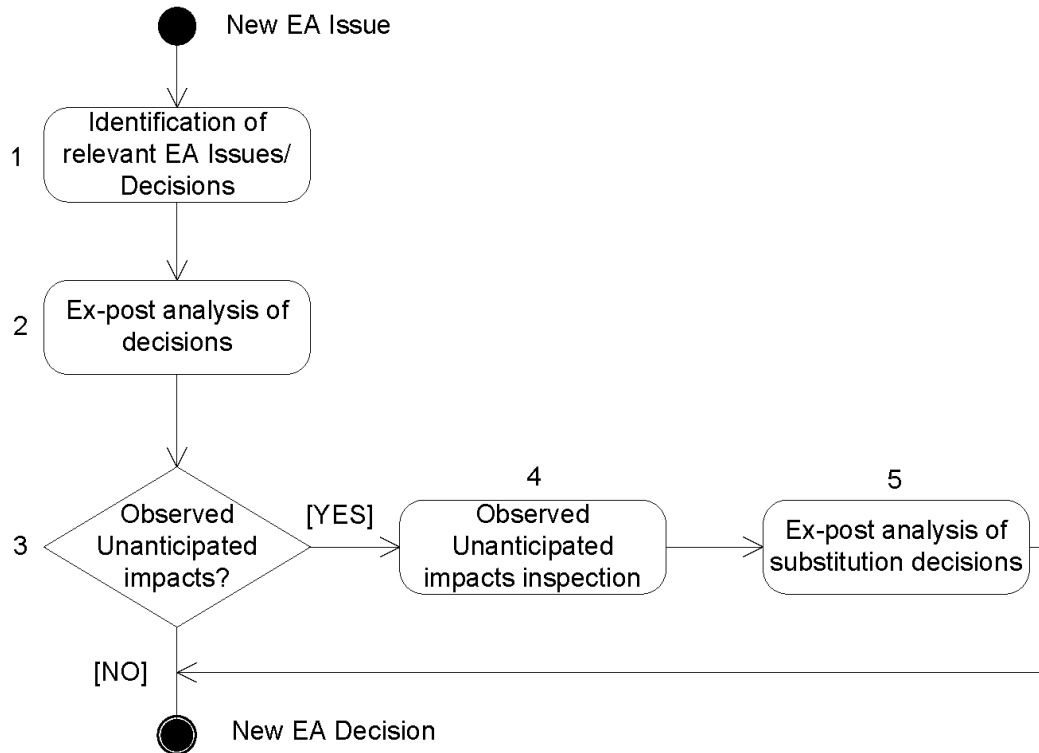 New EA Issue
1
Identification of
relevant EA Issues/
Decisions
2
Ex-post analysis of
decisions
3
Observed
Unanticipated
impacts?
[YES]
4
Observed
Unanticipated
impacts inspection
5
Ex-post analysis of
substitution decisions
[NO]
New EA Decision